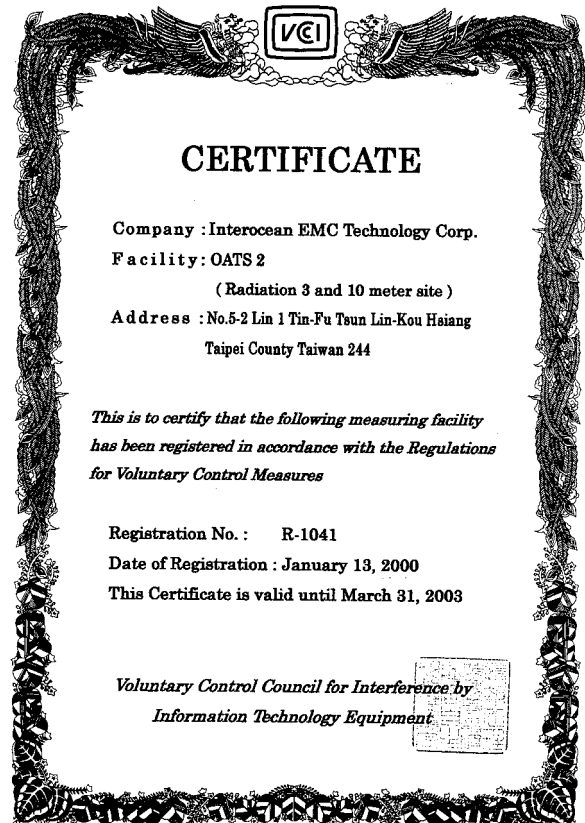 VCCI
CERTIFICATE
Company : Interocean EMC Technology Corp.
Facility : OATS 2
( Radiation 3 and 10 meter site )
Address : No.5-2 Lin 1 Tin-Fu Tsun Lin-Kou Hsiang
Taipei County Taiwan 244
This is to certify that the following measuring facility
has been registered in accordance with the Regulations
for Voluntary Control Measures
Registration No. : R-1041
Date of Registration : January 13, 2000
This Certificate is valid until March 31, 2003
Voluntary Control Council for Interference by
Information Technology Equipment